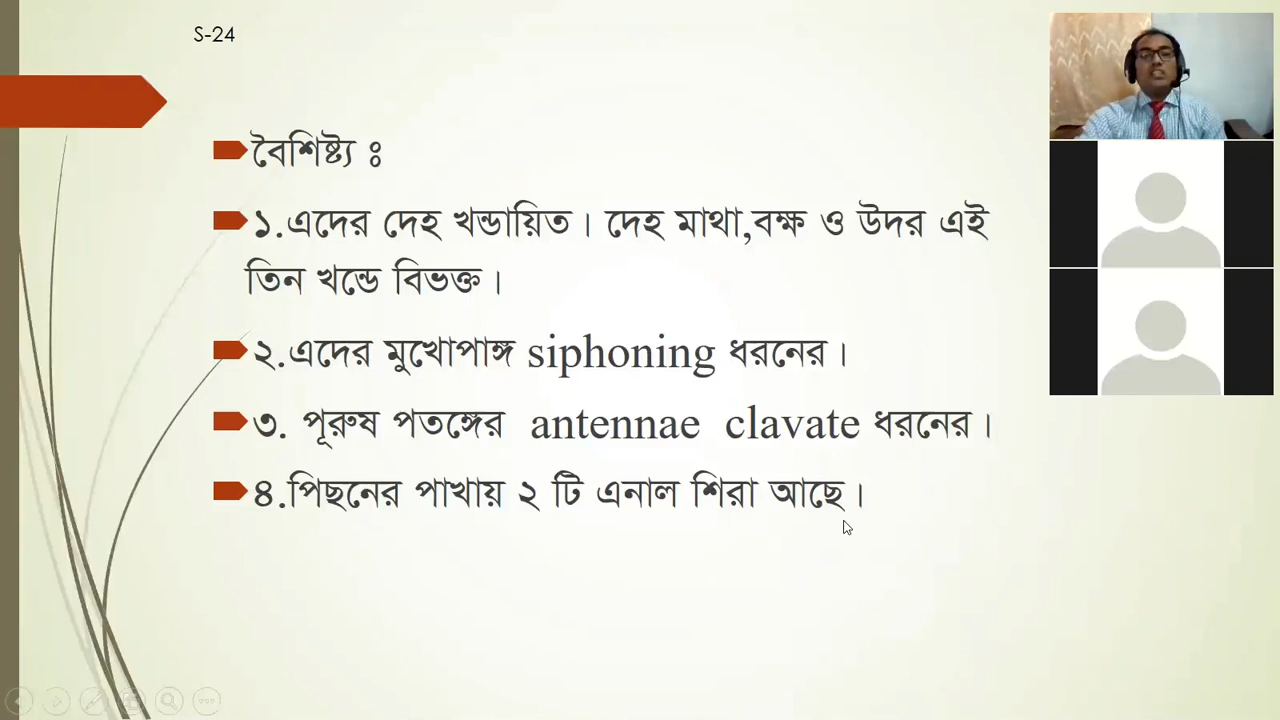 S-24
বৈশিষ্ট্য ঃ
১.এদের দেহ খন্ডায়িত। দেহ মাথা,বক্ষ ও উদর এই
তিন খন্ডে বিভক্ত।
২.এদের মুখোপাঙ্গ siphoning ধরনের।
৩. পূরুষ পতঙ্গের antennae clavate ধরনের।
৪.পিছনের পাখায় ২ টি এনাল শিরা আছে।